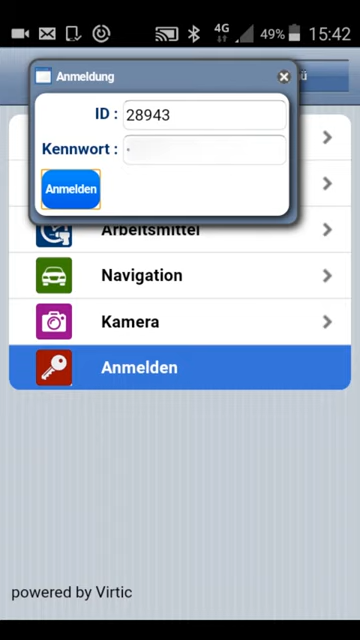 4G 49% 15:42
Anmeldung
ü
ID : 28943
Kennwort :
Anmelden
Arbeitsmittel
Navigation
Kamera
Anmelden
powered by Virtic